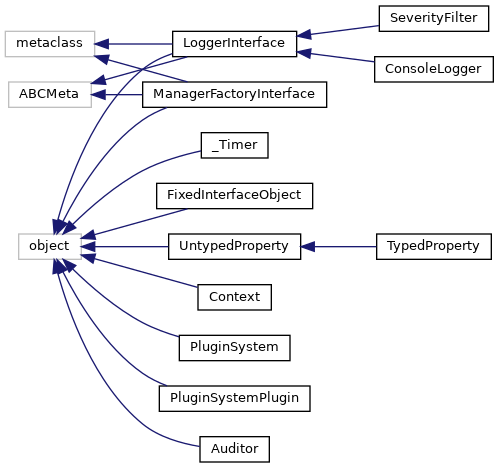 SeverityFilter
metaclass
LoggerInterface
ConsoleLogger
ABCMeta
ManagerFactoryInterface
_Timer
FixedInterfaceObject
object
UntypedProperty
TypedProperty
Context
PluginSystem
PluginSystemPlugin
Auditor